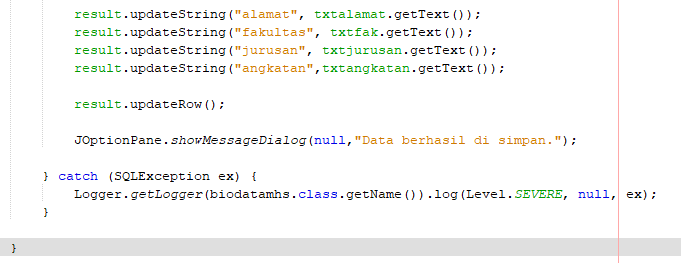 result.updateString("alamat", txtalamat.getText());
result.updateString("fakultas", txtfak.getText());
result.updateString("jurusan", txtjurusan.getText());
result.updateString("angkatan",txtangkatan.getText());
result.updateRow();
JOptionPane.showMessageDialog(null,"Data berhasil di simpan.");
} catch (SQLException ex) {
Logger.getLogger(biodatamhs.class.getName()).log(Level.SEVERE, null, ex);
}
}